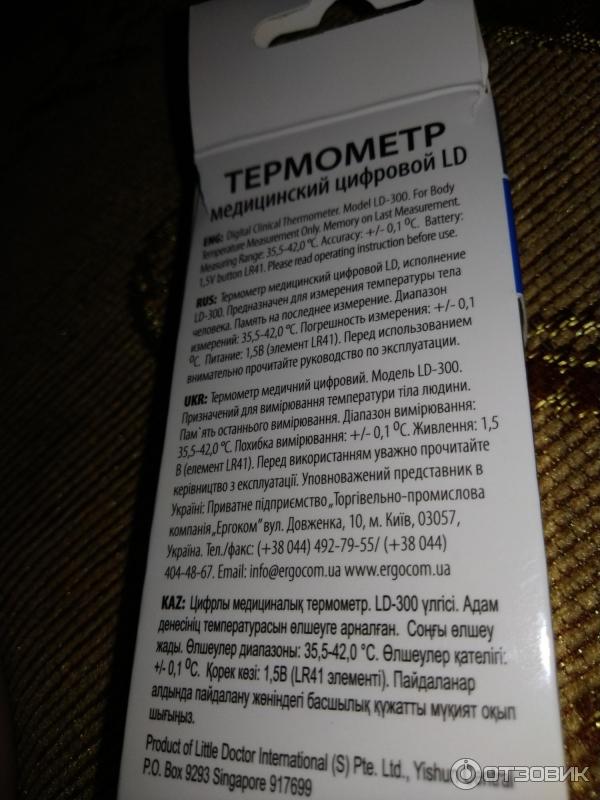 ТЕРМОМЕТР
медицинский цифровой LD
ENG: Digital Clinical Thermometer. Model LD-300. For Body
Temperature Measurement Only. Memory on Last Measurement.
Measuring Range: 35,5-42,0 °C. Accuracy: +/- 0,1 °C. Battery:
1,5V button LR41. Please read operating instruction before use.
RUS: Термометр медицинский цифровой LD, исполнение
LD-300. Предназначен для измерения температуры тела
человека. Память на последнее измерение. Диапазон
измерений: 35,5-42,0 °C. Погрешность измерения: +/- 0,1
°C. Питание: 1,5В (элемент LR41). Перед использованием
внимательно прочитайте руководство по эксплуатации.
UKR: Термометр медичний цифровий. Модель LD-300.
Призначений для вимірювання температури тіла людини.
Пам`ять останнього вимірювання. Діапазон вимірювання:
35,5-42,0 °C. Похибка вимірювання: +/- 0,1 °C. Живлення: 1,5
В (елемент LR41). Перед використанням уважно прочитайте
керівництво з експлуатації. Уповноважений представник в
Україні: Приватне підприємство „Торгівельно-промислова
компанія „Ергоком" вул. Довженка, 10, м. Київ, 03057,
Україна. Тел./факс: (+38 044) 492-79-55/ (+38 044)
404-48-67. Email: info@ergocom.ua www.ergocom.ua
KAZ: Цифрлы медициналық термометр. LD-300 үлгісі. Адам
денесінің температурасын өлшеуге арналған. Соңғы өлшеу
жады. Өлшеулер диапазоны: 35,5-42,0 °C. Өлшеулер қателігі:
+/- 0,1 °C. Қорек көзі: 1,5В (LR41 элементі). Пайдаланар
алдында пайдалану жөніндегі басшылық құжатты мұқият оқып
шығыңыз.
Product of Little Doctor International (S) Pte. Ltd., Yishun Central
P.O. Box 9293 Singapore 917699
ОТЗОВИК